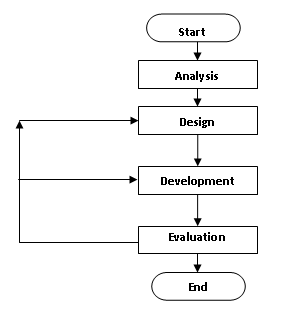 Start
Analysis
Design
Development
Evaluation
End